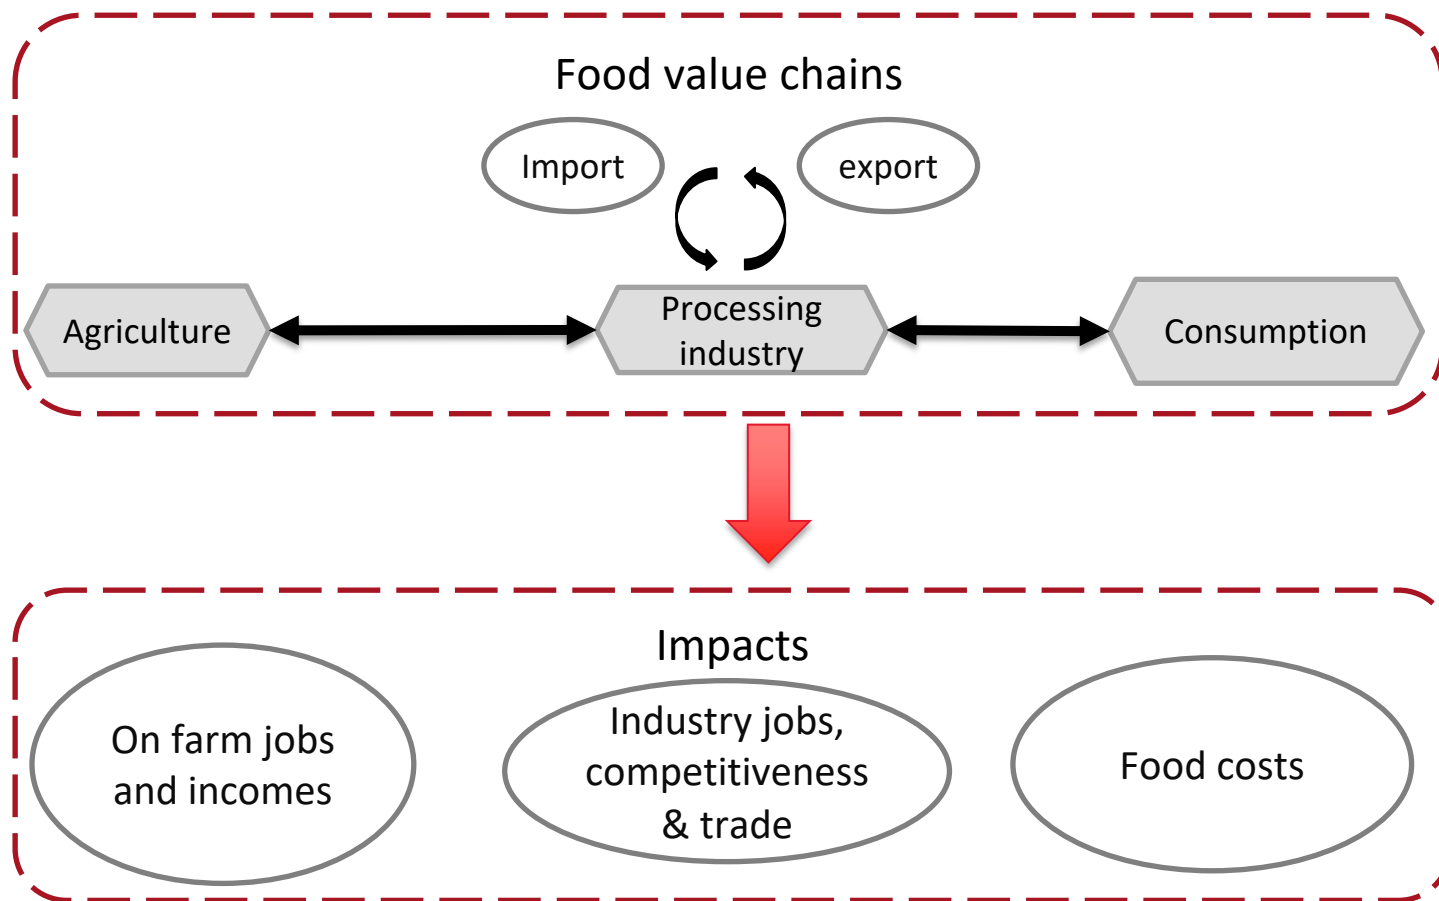 Food value chains
Import
export
Agriculture
Processing
industry
Consumption
Impacts
On farm jobs
and incomes
Industry jobs,
competitiveness
& trade
Food costs